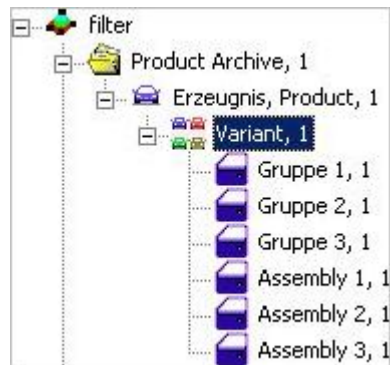 filter
Product Archive, 1
Erzeugnis, Product, 1
Variant, 1
Gruppe 1, 1
Gruppe 2, 1
Gruppe 3, 1
Assembly 1, 1
Assembly 2, 1
Assembly 3, 1